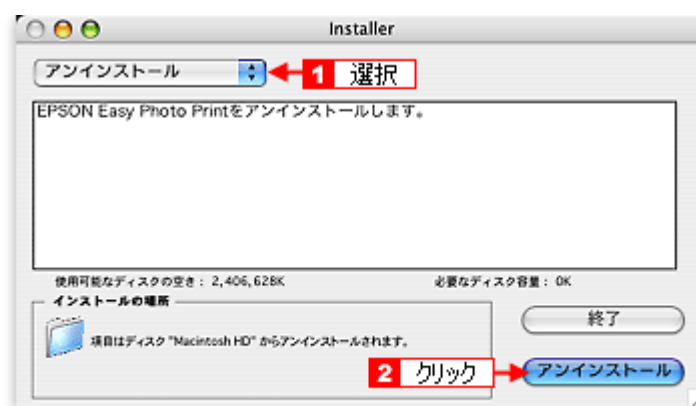 Installer
アンインストール
1 選択
EPSON Easy Photo Printをアンインストールします。
使用可能なディスクの空き： 2,406,628K
必要なディスク容量： 0K
インストールの場所
項目はディスク "Macintosh HD" からアンインストールされます。
終了
2 クリック
アンインストール